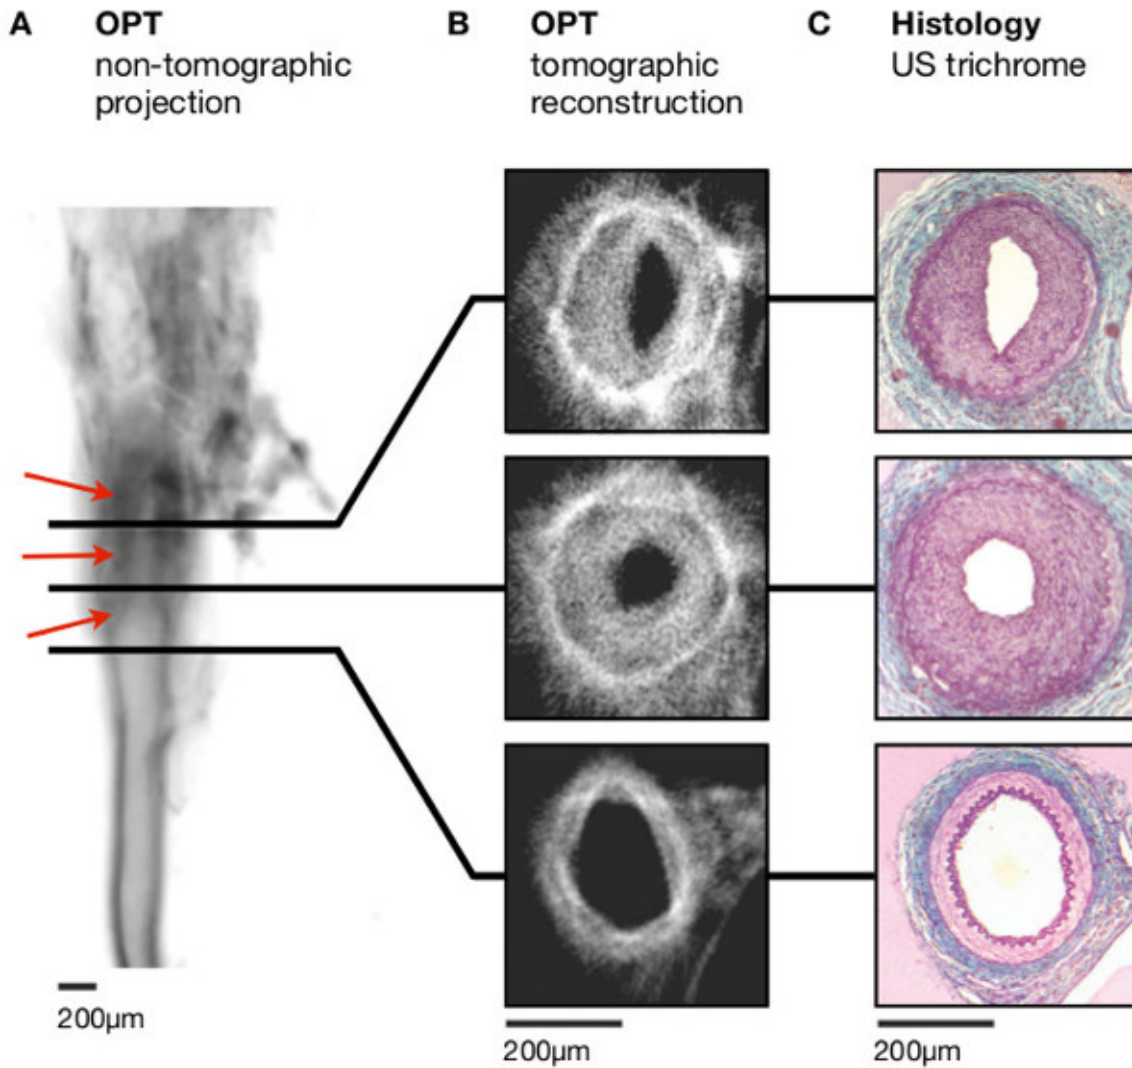 A OPT
non-tomographic
projection
B OPT
tomographic
reconstruction
C Histology
US trichrome
200µm
200µm
200µm